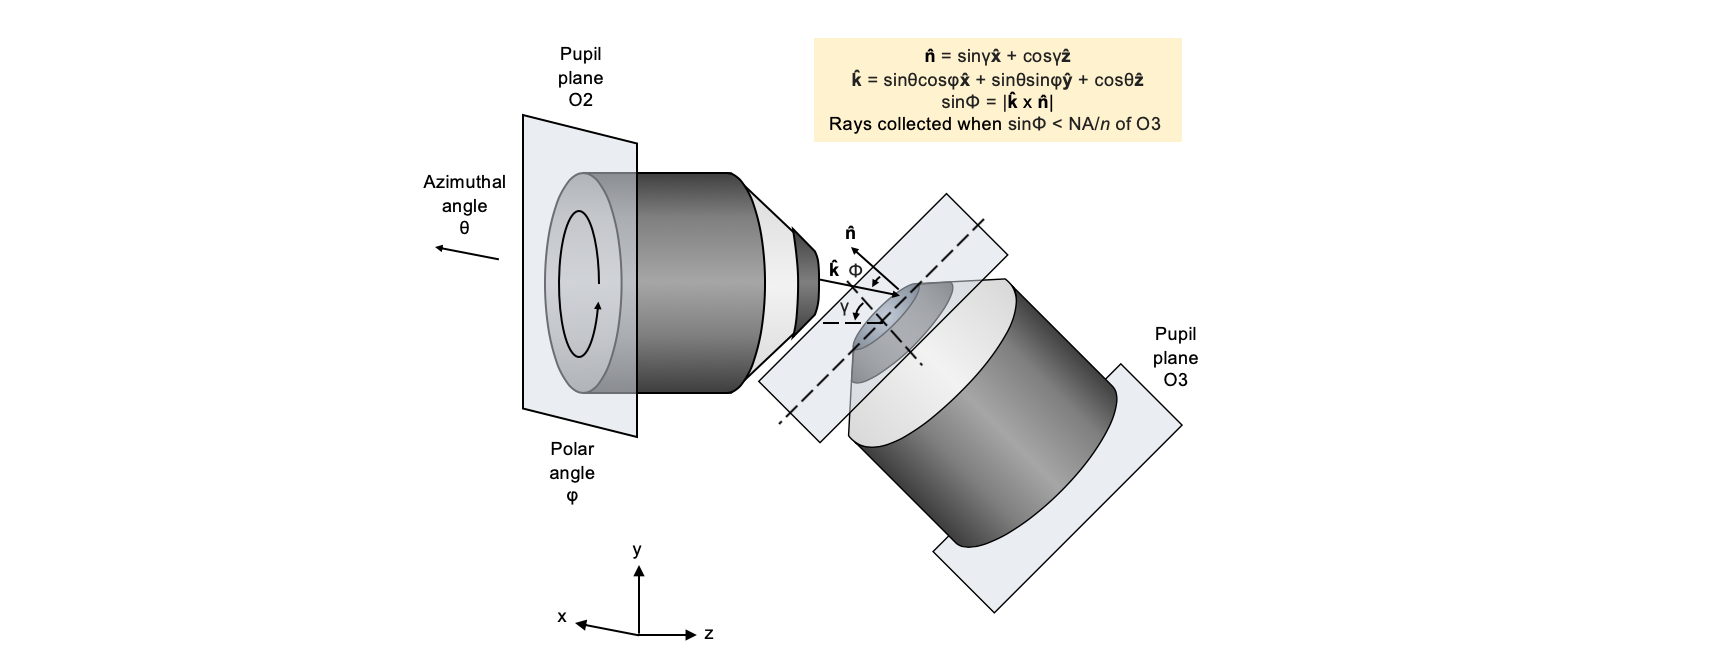 Pupil
plane
O2
n̂ = sinγx̂ + cosγẑ
k̂ = sinθcosφx̂ + sinθsinφŷ + cosθẑ
sinΦ = |k̂ x n̂|
Rays collected when sinΦ < NA/n of O3
Azimuthal
angle
θ
n̂
k̂ Φ
γ
Pupil
plane
O3
Polar
angle
φ
y
x
z